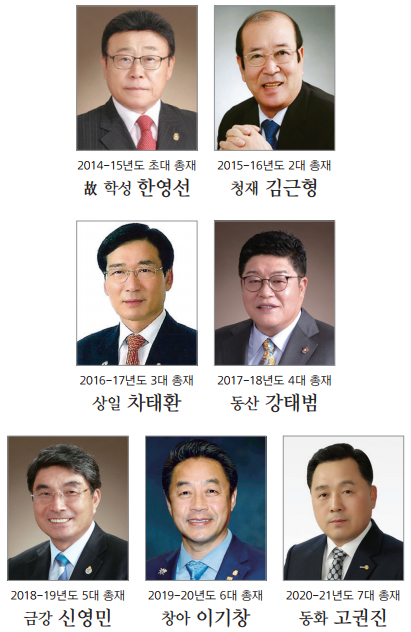 2014-15년도 초대 총재
故 학성 한영선
2015-16년도 2대 총재
청재 김근형
2016-17년도 3대 총재
상일 차태환
2017-18년도 4대 총재
동산 강태범
2018-19년도 5대 총재
금강 신영민
2019-20년도 6대 총재
창아 이기창
2020-21년도 7대 총재
동화 고권진